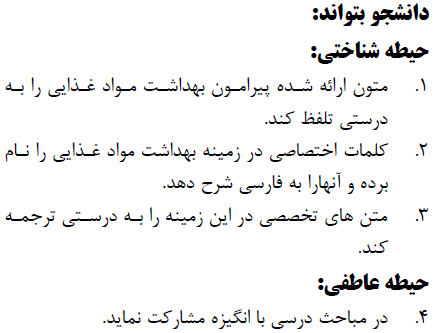 دانشجو بتواند:
حیطه شناختی:
۱. متون ارائه شده پیرامون بهداشت مواد غذایی را به
درستی تلفظ کند.
۲. کلمات اختصاصی در زمینه بهداشت مواد غذایی را نام
برده و آنهارا به فارسی شرح دهد.
۳. متن های تخصصی در این زمینه را به درستی ترجمه
کند.
حیطه عاطفی:
۴. در مباحث درسی با انگیزه مشارکت نماید.